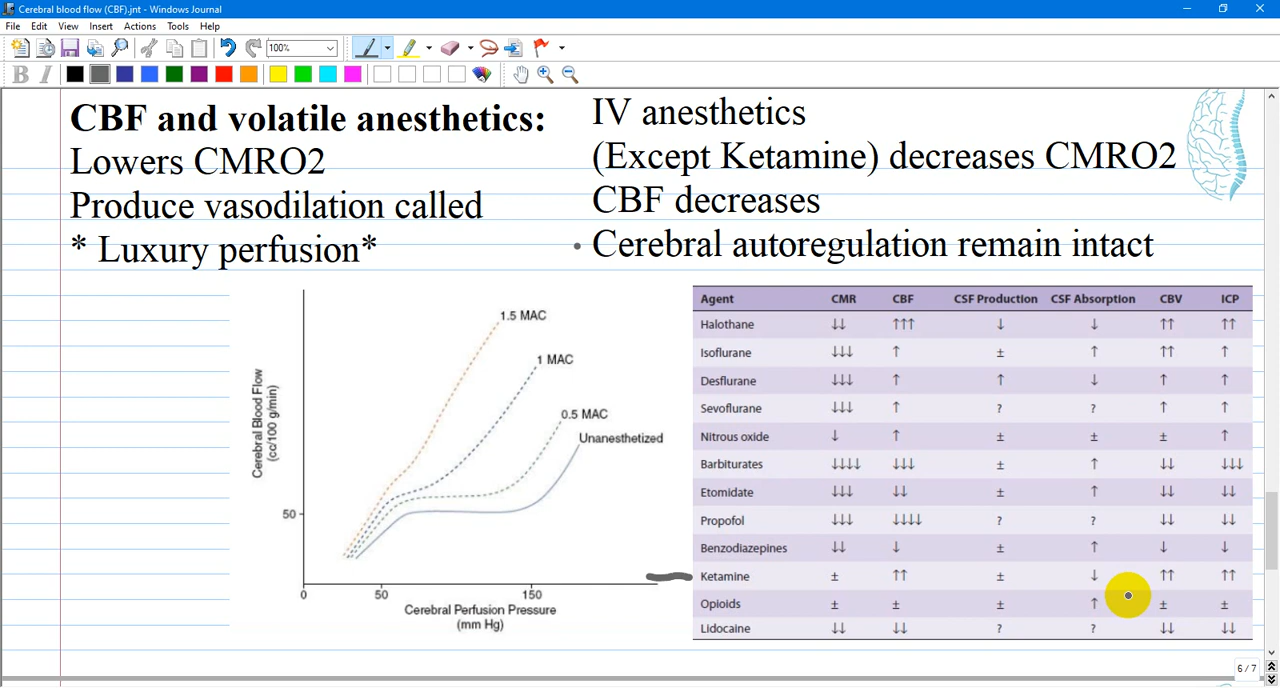 Cerebral blood flow (CBF).jnt - Windows Journal
File Edit View Insert Actions Tools Help
100%
B I
CBF and volatile anesthetics:
Lowers CMRO2
Produce vasodilation called
* Luxury perfusion*
IV anesthetics
(Except Ketamine) decreases CMRO2
CBF decreases
• Cerebral autoregulation remain intact
1.5 MAC
1 MAC
0.5 MAC
Unanesthetized
Cerebral Blood Flow
(cc/100 g/min)
50
0 50 150
Cerebral Perfusion Pressure
(mm Hg)
Agent CMR CBF CSF Production CSF Absorption CBV ICP
Halothane ↓↓ ↑↑↑ ↓ ↓ ↑↑ ↑↑
Isoflurane ↓↓↓ ↑ ± ↑ ↑↑ ↑
Desflurane ↓↓↓ ↑ ↑ ↓ ↑ ↑
Sevoflurane ↓↓↓ ↑ ? ? ↑ ↑
Nitrous oxide ↓ ↑ ± ± ± ↑
Barbiturates ↓↓↓↓ ↓↓↓ ± ↑ ↓↓ ↓↓↓
Etomidate ↓↓↓ ↓↓ ± ↑ ↓↓ ↓↓
Propofol ↓↓↓ ↓↓↓↓ ? ? ↓↓ ↓↓
Benzodiazepines ↓↓ ↓ ± ↑ ↓ ↓
Ketamine ± ↑↑ ± ↓ ↑↑ ↑↑
Opioids ± ± ± ↑ ± ±
Lidocaine ↓↓ ↓↓ ? ? ↓↓ ↓↓
6 / 7